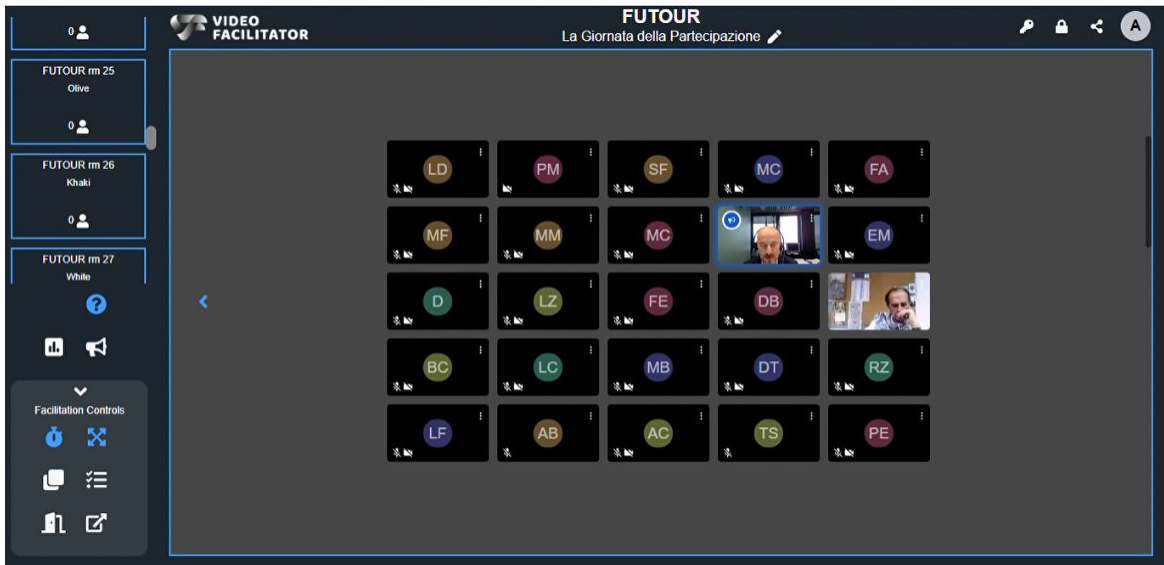 0
FUTOUR rm 25
Olive
0
FUTOUR rm 26
Khaki
0
FUTOUR rm 27
White
Facilitation Controls
VIDEO
FACILITATOR
FUTOUR
La Giornata della Partecipazione
A
LD PM SF MC FA
MF MM MC EM
D LZ FE DB
BC LC MB DT RZ
LF AB AC TS PE